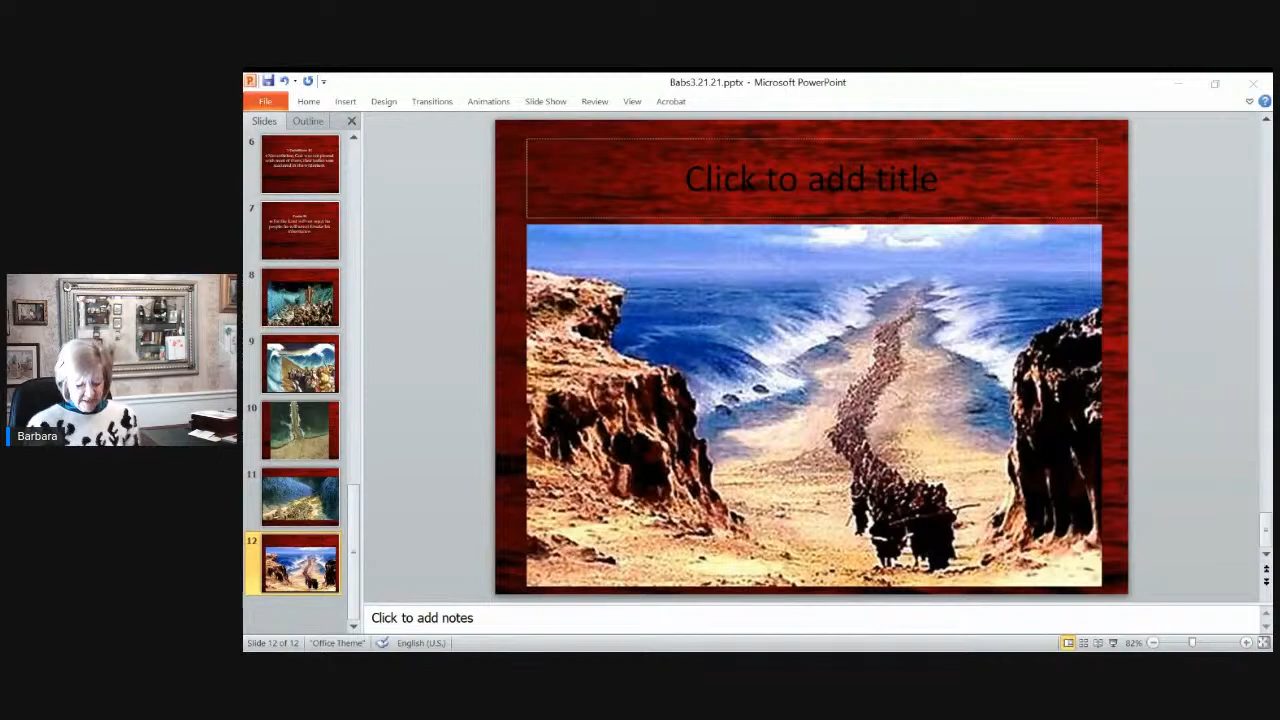 Babs3.21.21.pptx - Microsoft PowerPoint
File Home Insert Design Transitions Animations Slide Show Review View Acrobat
Slides Outline
6
7
8
9
10
11
12
Click to add title
Barbara
Click to add notes
Slide 12 of 12 "Office Theme" English (U.S.) 82%